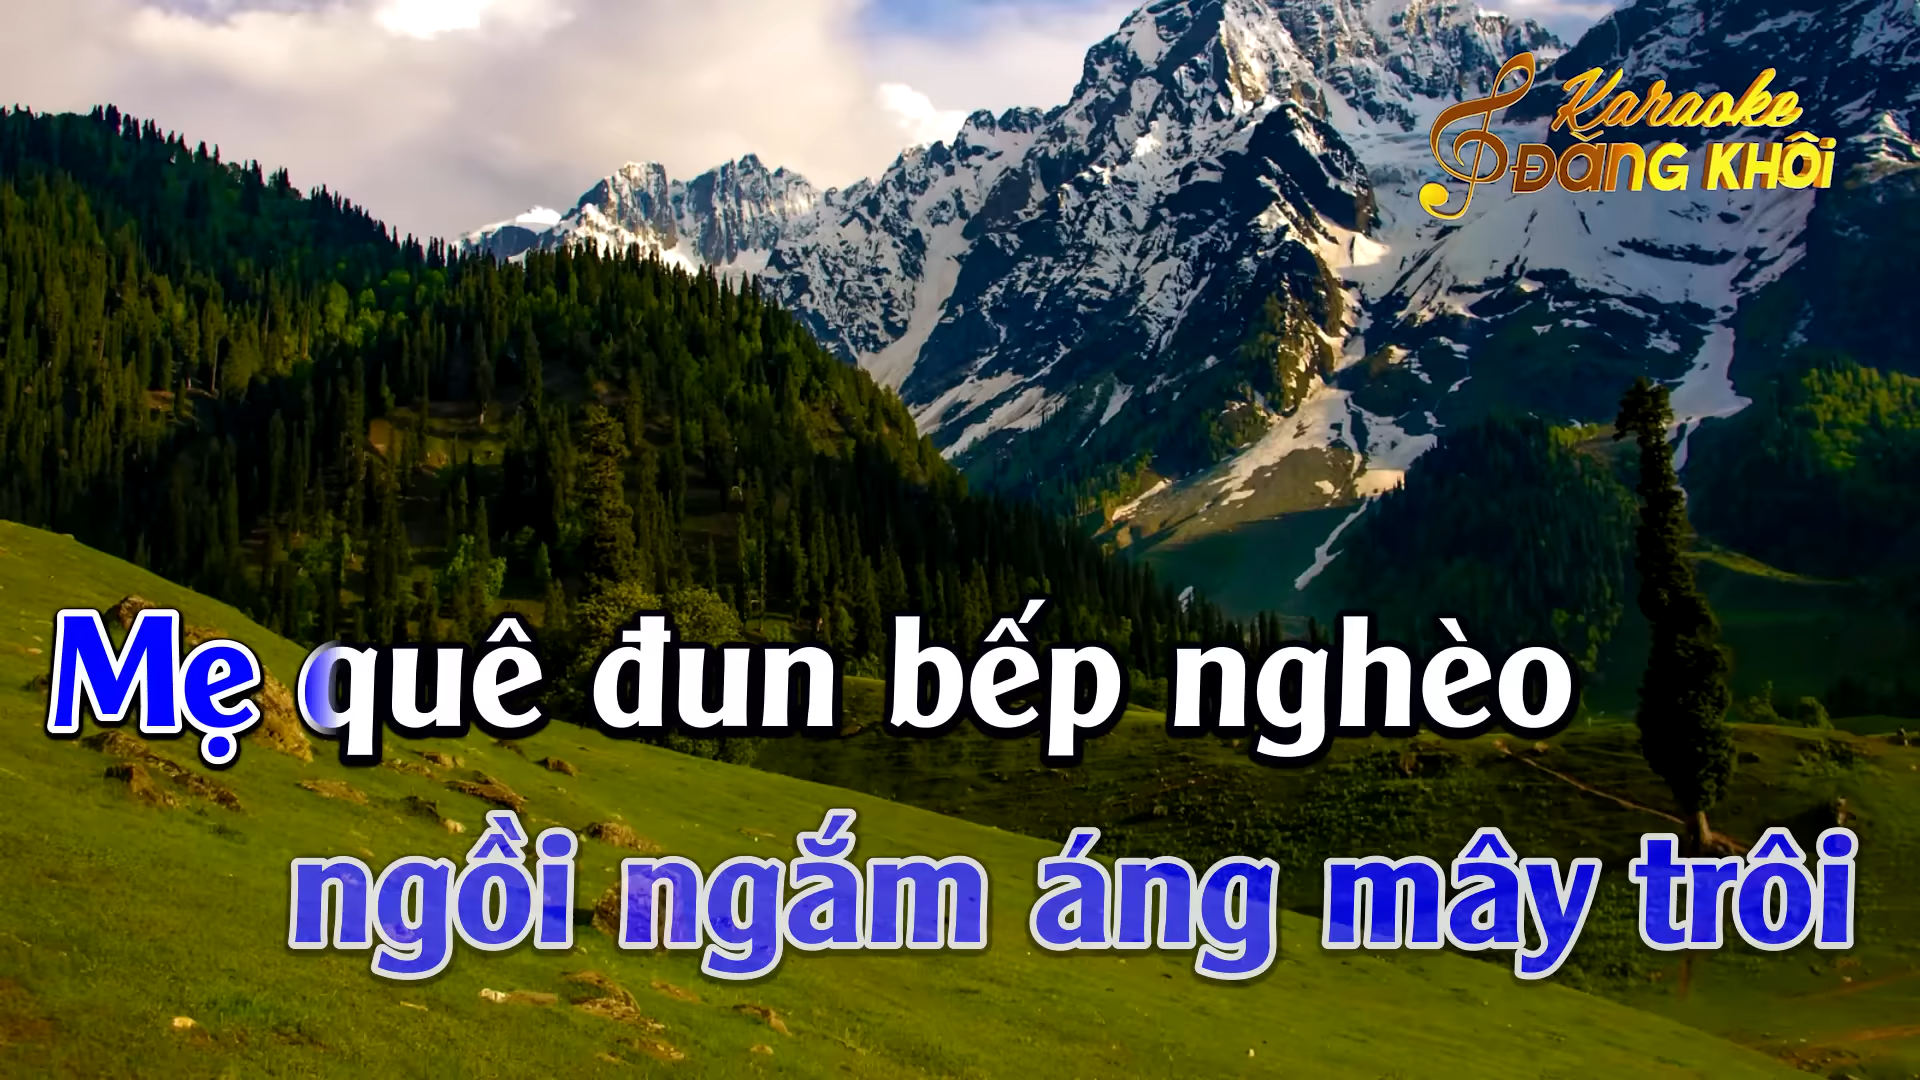 Karaoke
ĐĂNG KHÔI
Mẹ quê đun bếp nghèo
ngồi ngắm áng mây trôi